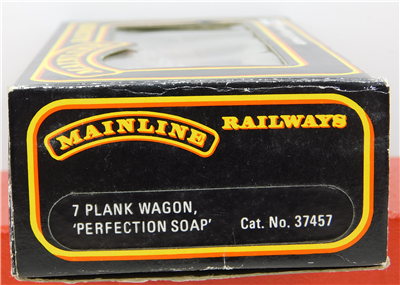 MAINLINE RAILWAYS
7 PLANK WAGON,
'PERFECTION SOAP' Cat. No. 37457